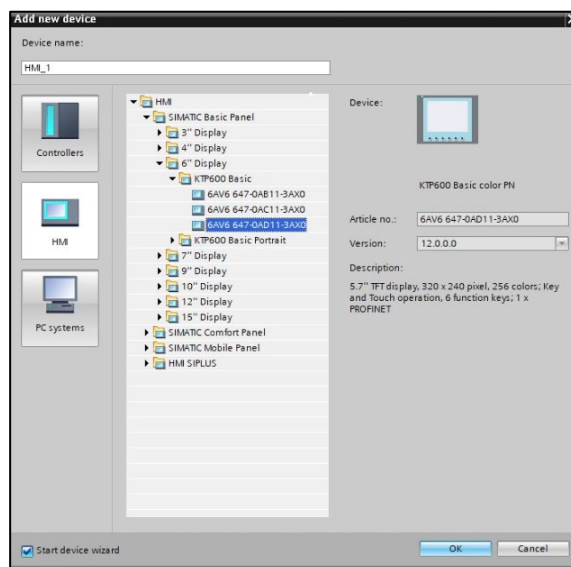 Add new device
Device name:
HMI_1
Controllers
HMI
PC systems
HMI
SIMATIC Basic Panel
3" Display
4" Display
6" Display
KTP600 Basic
6AV6 647-0AB11-3AX0
6AV6 647-0AC11-3AX0
6AV6 647-0AD11-3AX0
KTP600 Basic Portrait
7" Display
9" Display
10" Display
12" Display
15" Display
SIMATIC Comfort Panel
SIMATIC Mobile Panel
HMI SIPLUS
Device:
KTP600 Basic color PN
Article no.: 6AV6 647-0AD11-3AX0
Version: 12.0.0.0
Description:
5.7" TFT display, 320 x 240 pixel, 256 colors; Key
and Touch operation, 6 function keys; 1 x
PROFINET
Start device wizard
OK Cancel